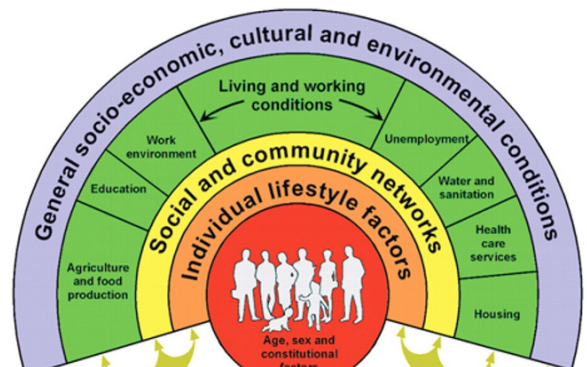 General socio-economic, cultural and environmental conditions
Living and working
conditions
Work
environment
Unemployment
Education
Water and
sanitation
Social and community networks
Individual lifestyle factors
Health
care
services
Agriculture
and food
production
Housing
Age, sex and
constitutional
factors